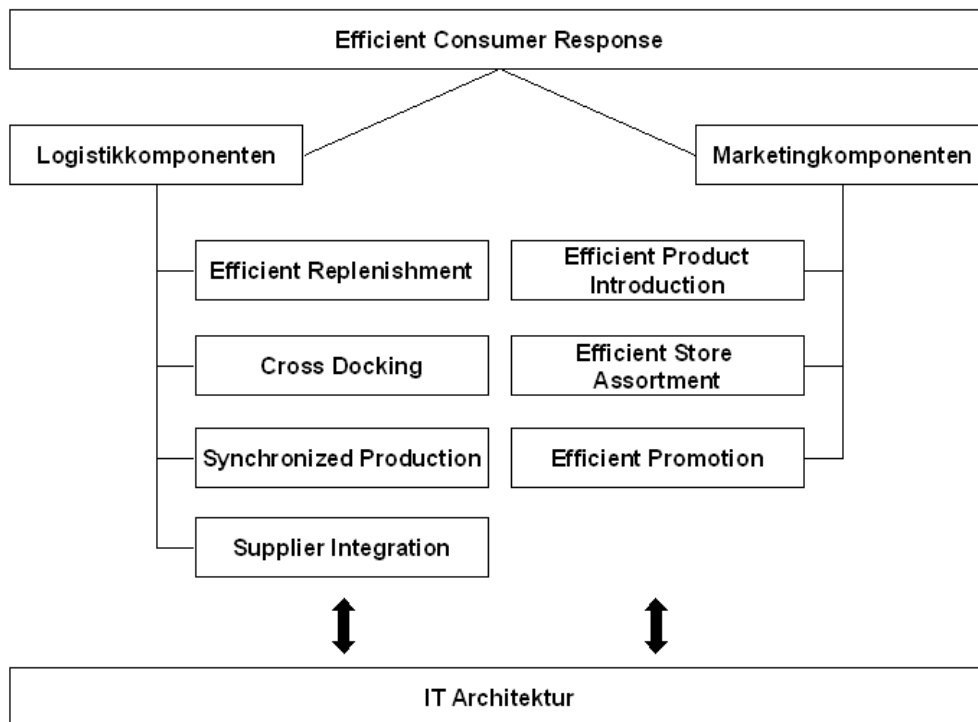 Efficient Consumer Response
Logistikkomponenten
Marketingkomponenten
Efficient Replenishment
Efficient Product
Introduction
Cross Docking
Efficient Store
Assortment
Synchronized Production
Efficient Promotion
Supplier Integration
IT Architektur